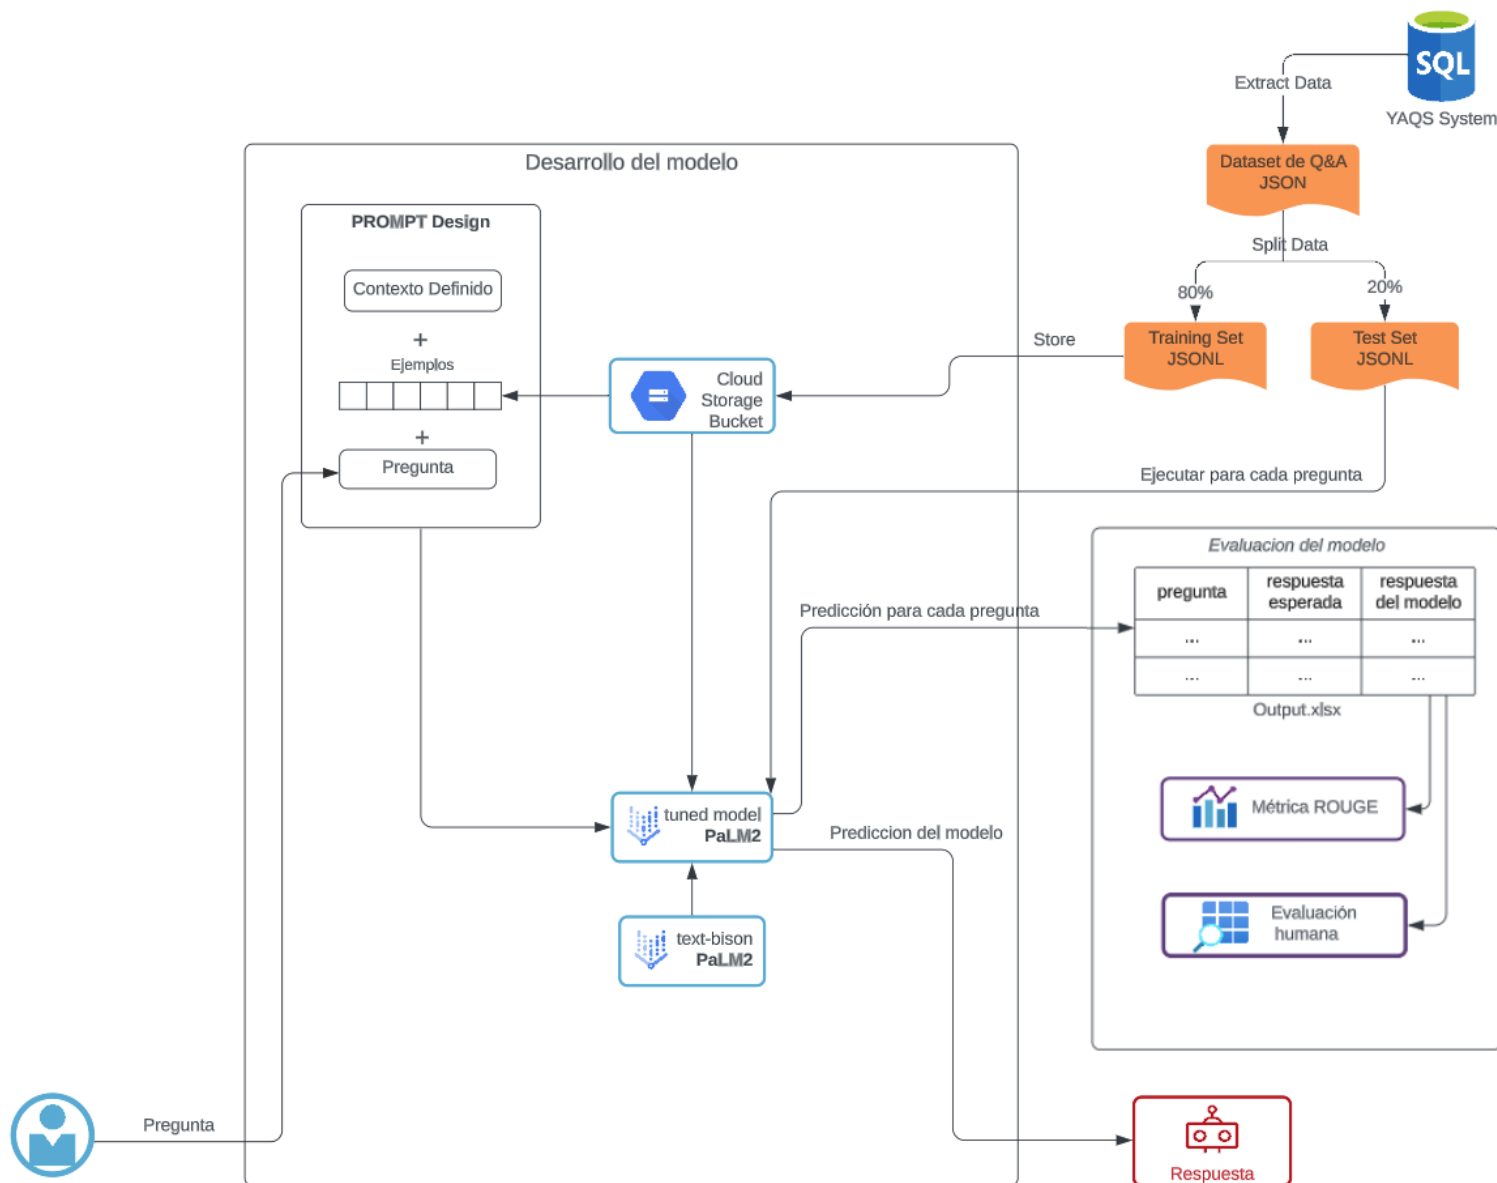 SQL
YAQS System
Extract Data
Dataset de Q&A
JSON
Split Data
80%
20%
Training Set
JSONL
Test Set
JSONL
Store
Ejecutar para cada pregunta
Desarrollo del modelo
PROMPT Design
Contexto Definido
+
Ejemplos
+
Pregunta
Cloud
Storage
Bucket
Predicción para cada pregunta
tuned model
PaLM2
Prediccion del modelo
text-bison
PaLM2
Evaluacion del modelo
pregunta
respuesta
esperada
respuesta
del modelo
... ... ...
... ... ...
Output.xlsx
Métrica ROUGE
Evaluación
humana
Pregunta
Respuesta